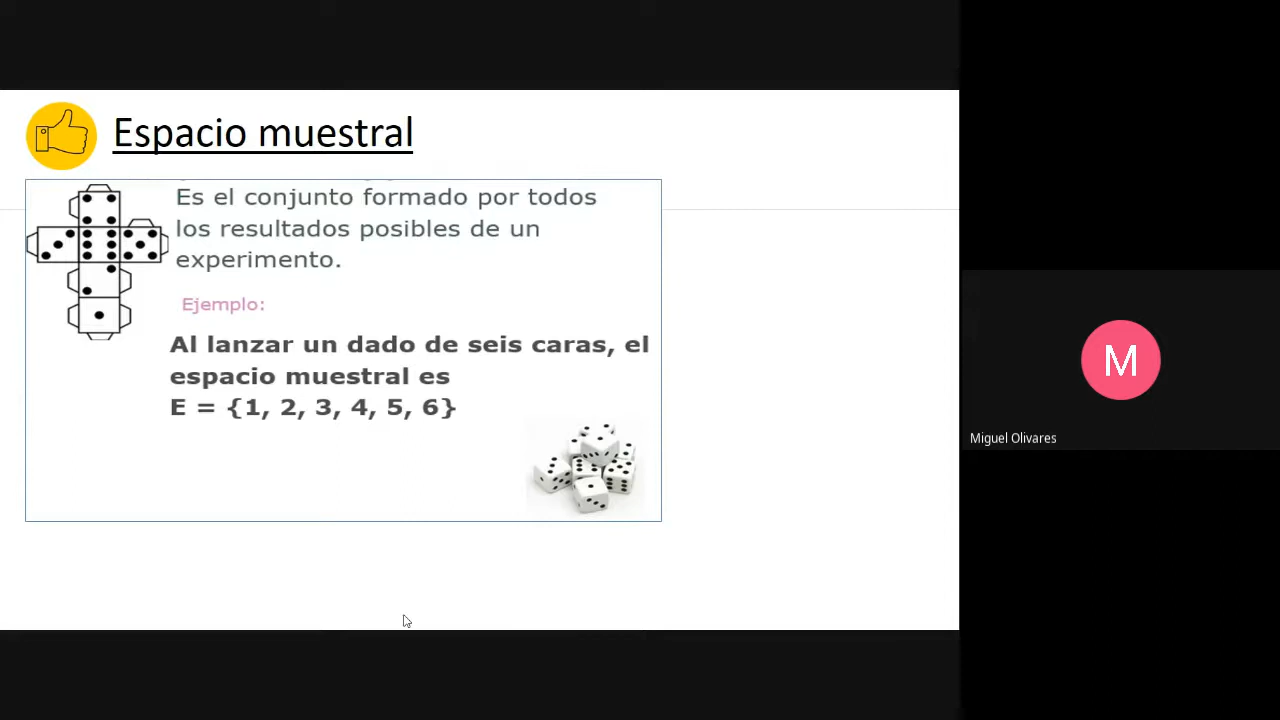 Espacio muestral
Es el conjunto formado por todos
los resultados posibles de un
experimento.
Ejemplo:
Al lanzar un dado de seis caras, el
espacio muestral es
E = {1, 2, 3, 4, 5, 6}
M
Miguel Olivares